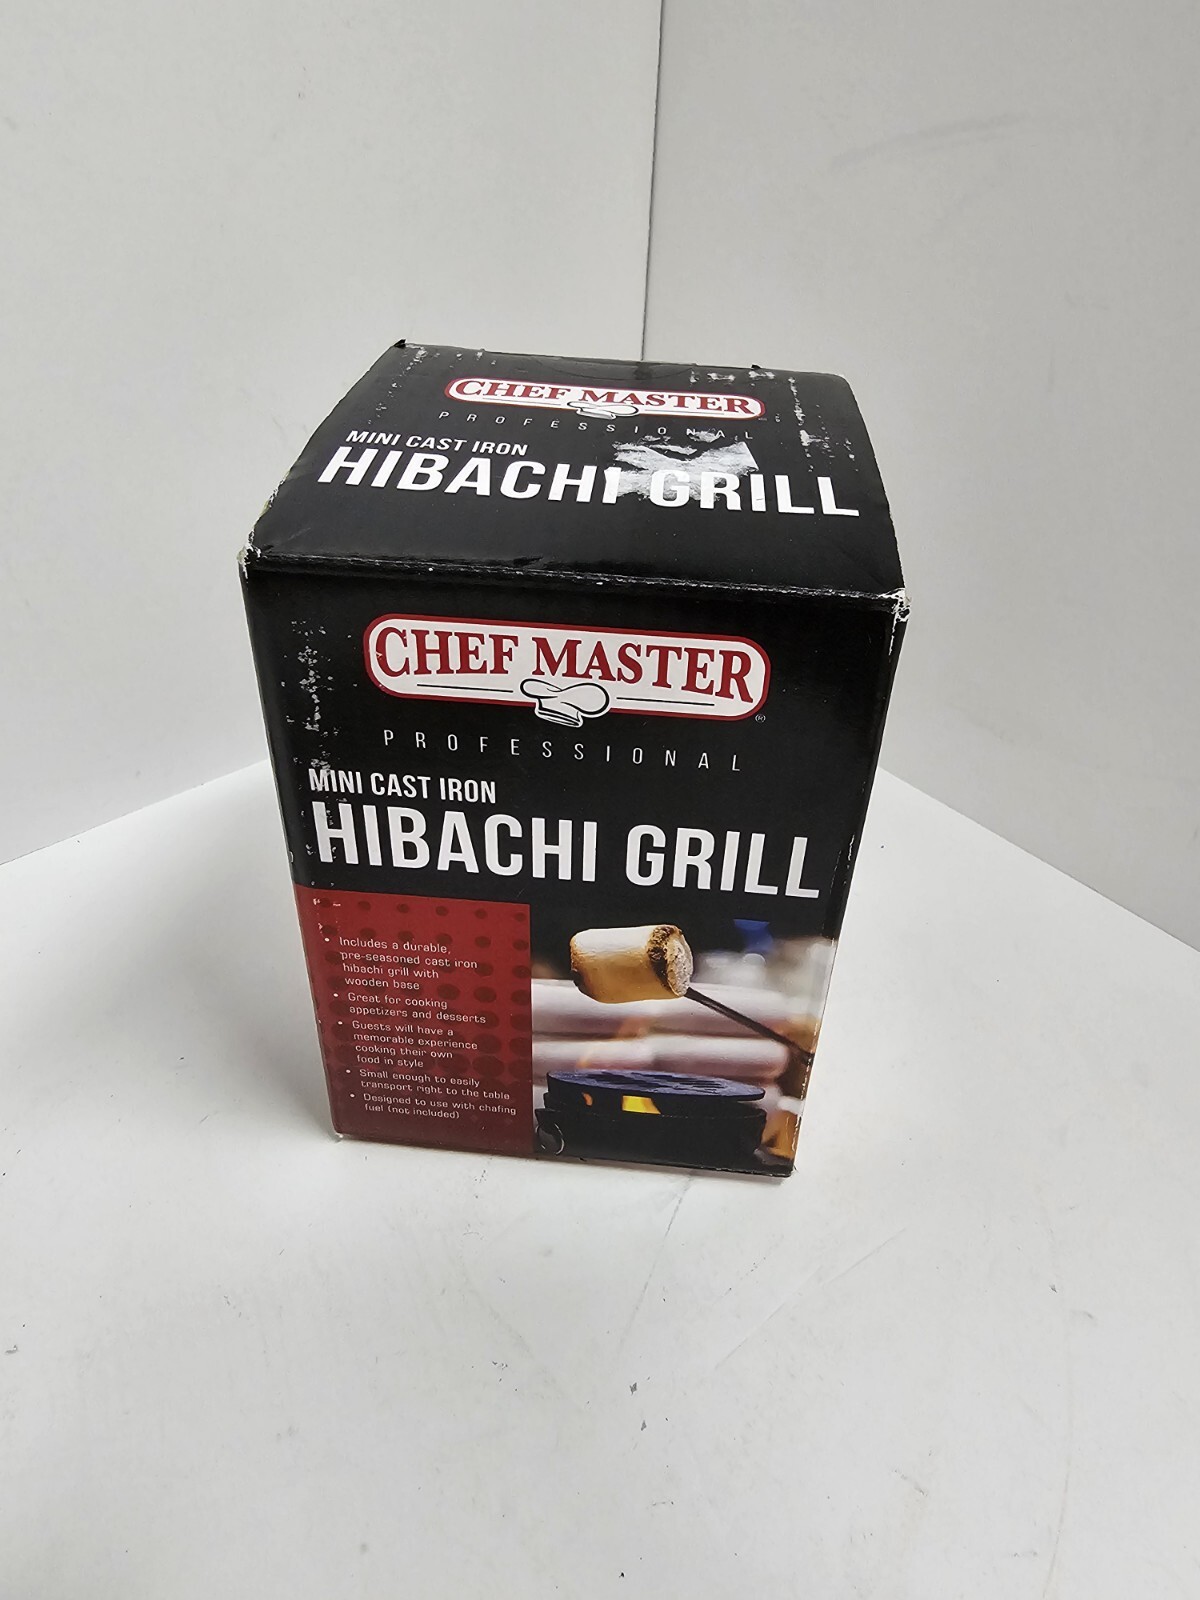 CHEF MASTER
PROFESSIONAL
MINI CAST IRON
HIBACHI GRILL
CHEF MASTER
®
PROFESSIONAL
MINI CAST IRON
HIBACHI GRILL
• Includes a durable,
pre-seasoned cast iron
hibachi grill with
wooden base
• Great for cooking
appetizers and desserts
• Guests will have a
memorable experience
cooking their own
food in style
• Small enough to easily
transport right to the table
• Designed to use with chafing
fuel (not included)